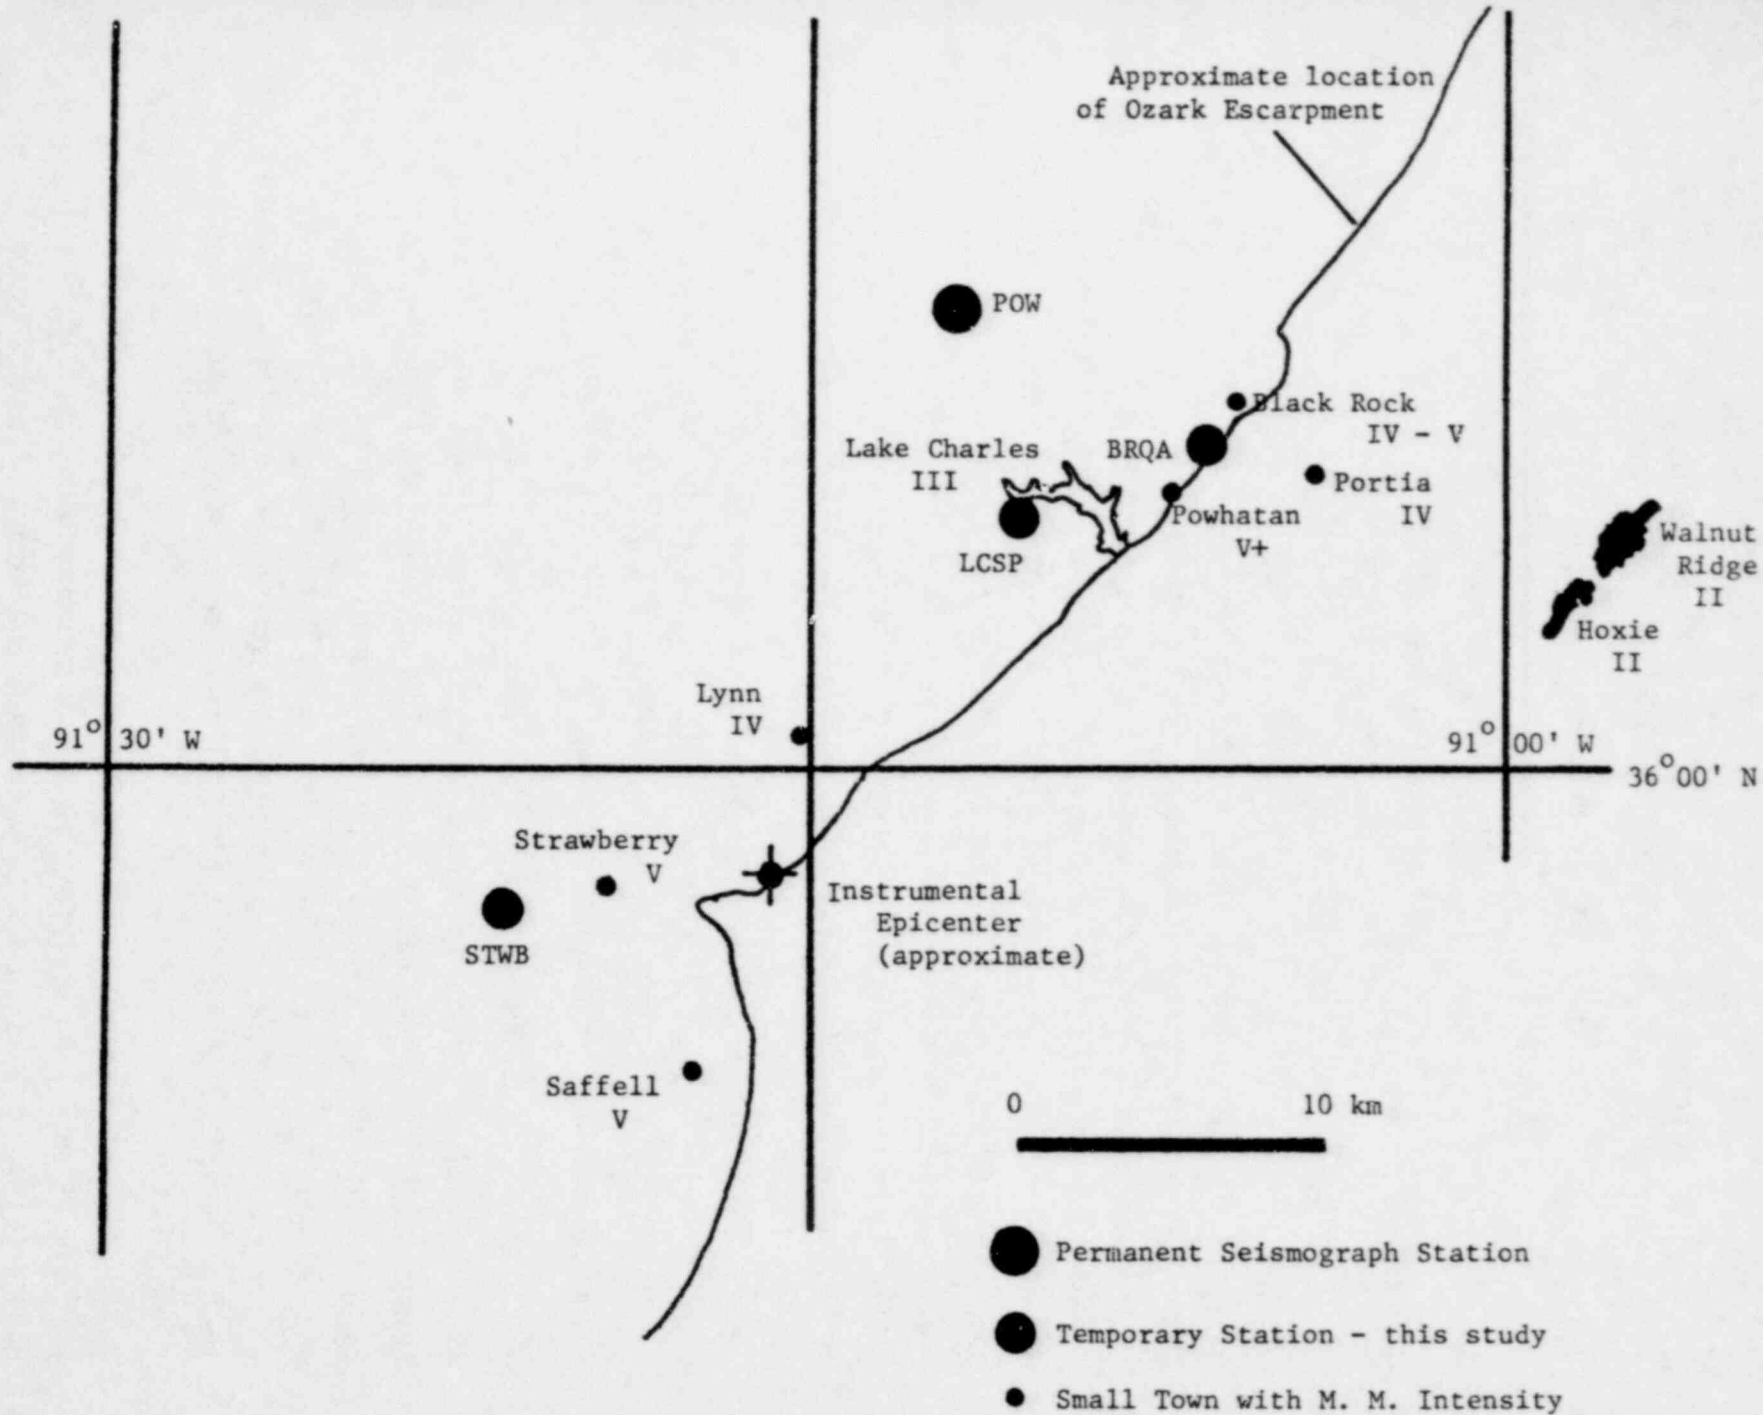 Approximate location
of Ozark Escarpment
POW
Black Rock
IV - V
Lake Charles
III
BRQA
Portia
IV
Powhatan
V+
LCSP
Walnut
Ridge
II
Hoxie
II
Lynn
IV
91° 30' W
91° 00' W
36°00' N
Strawberry
V
STWB
Instrumental
Epicenter
(approximate)
Saffell
V
0 10 km
Permanent Seismograph Station
Temporary Station - this study
Small Town with M. M. Intensity